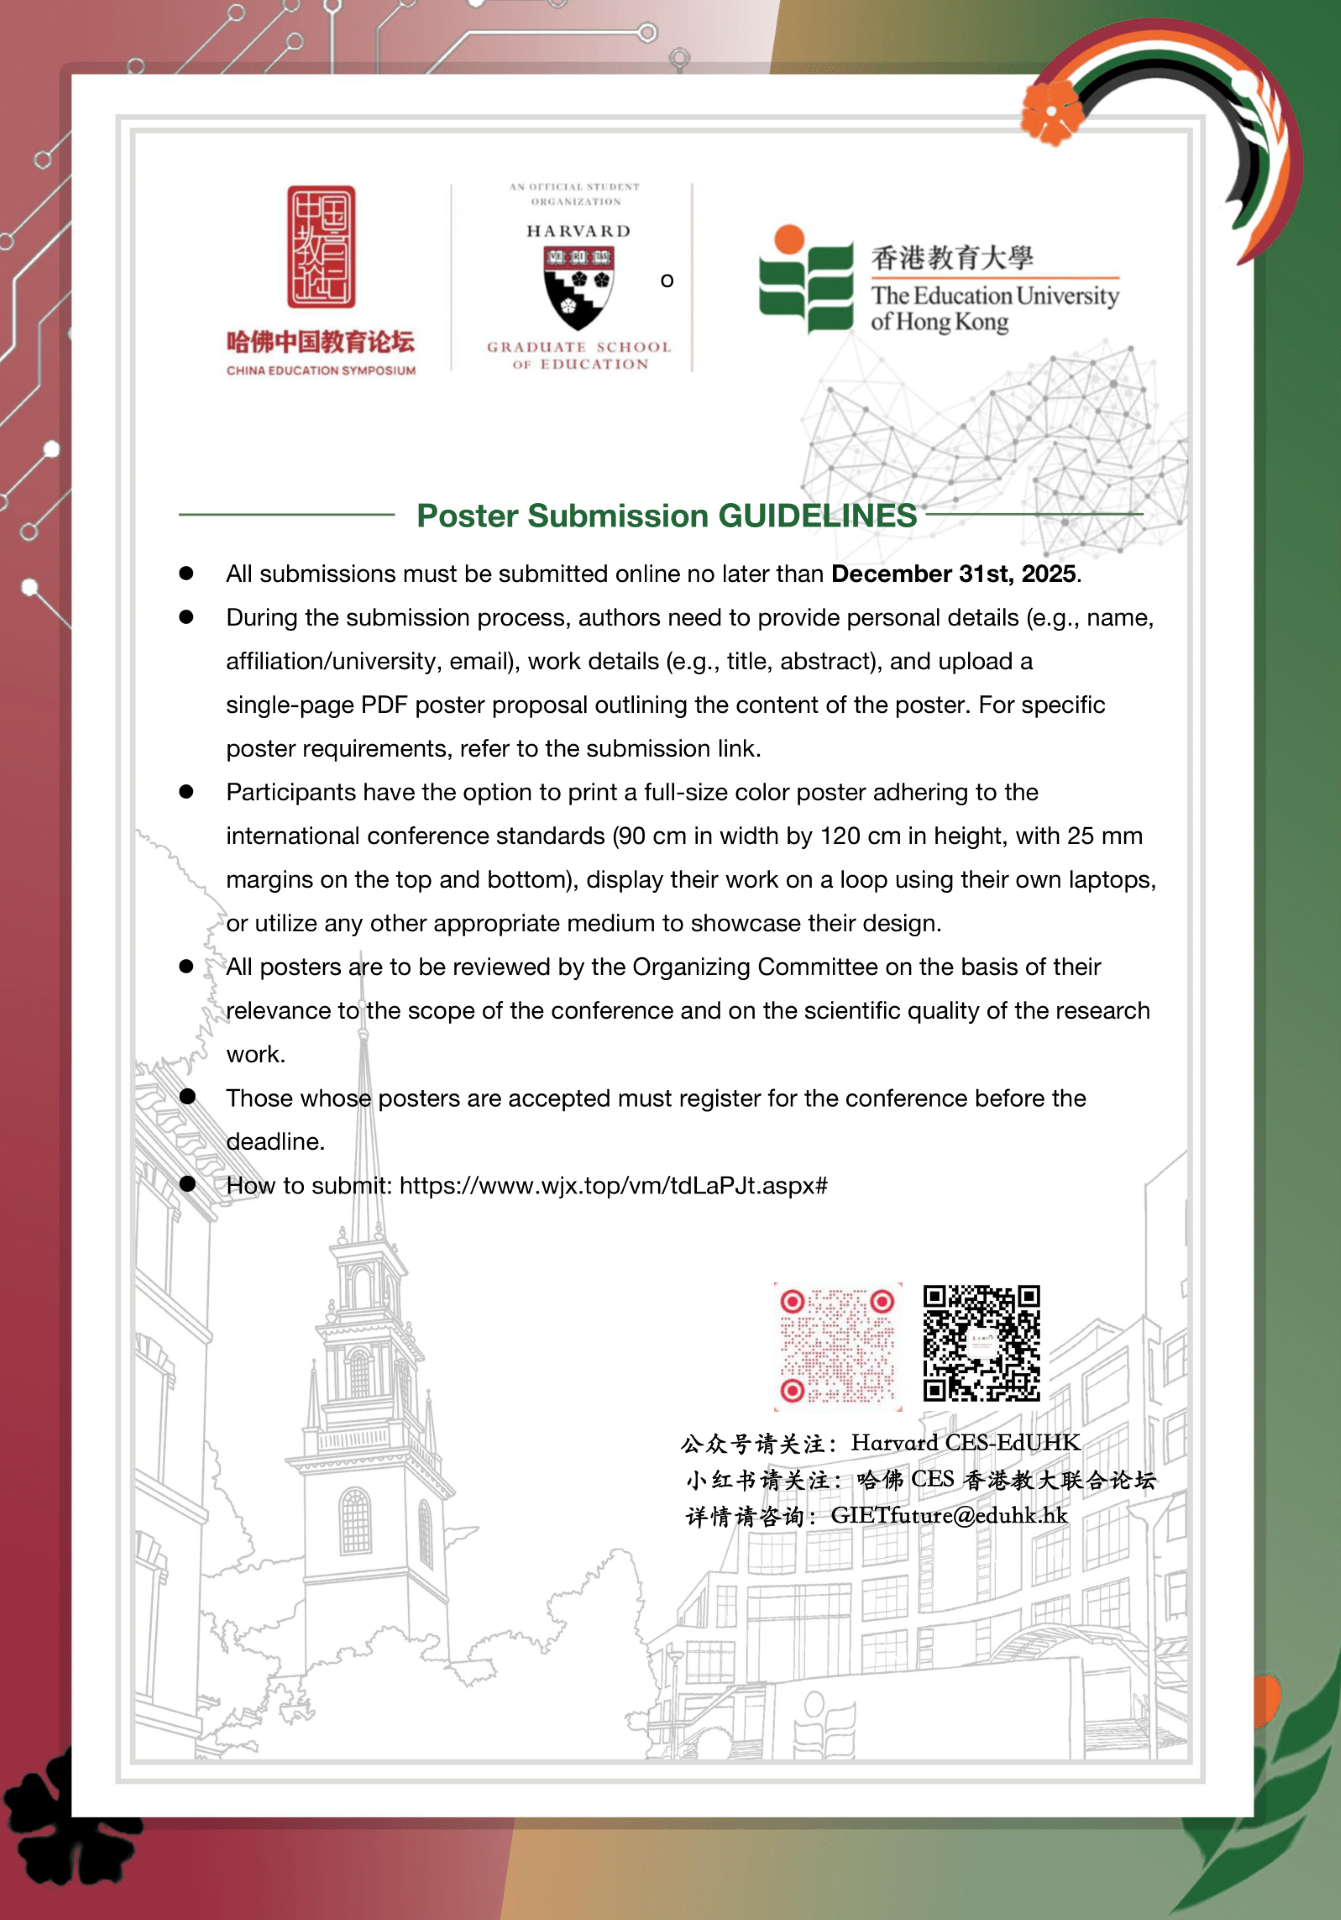 中国
教育
论坛
哈佛中国教育论坛
CHINA EDUCATION SYMPOSIUM
AN OFFICIAL STUDENT
ORGANIZATION
HARVARD
VE RI TAS
GRADUATE SCHOOL
OF EDUCATION
o
香港教育大學
The Education University
of Hong Kong
Poster Submission GUIDELINES
● All submissions must be submitted online no later than December 31st, 2025.
● During the submission process, authors need to provide personal details (e.g., name,
affiliation/university, email), work details (e.g., title, abstract), and upload a
single-page PDF poster proposal outlining the content of the poster. For specific
poster requirements, refer to the submission link.
● Participants have the option to print a full-size color poster adhering to the
international conference standards (90 cm in width by 120 cm in height, with 25 mm
margins on the top and bottom), display their work on a loop using their own laptops,
or utilize any other appropriate medium to showcase their design.
● All posters are to be reviewed by the Organizing Committee on the basis of their
relevance to the scope of the conference and on the scientific quality of the research
work.
● Those whose posters are accepted must register for the conference before the
deadline.
● How to submit: https://www.wjx.top/vm/tdLaPJt.aspx#
公众号请关注：Harvard CES-EdUHK
小红书请关注：哈佛 CES 香港教大联合论坛
详情请咨询：GIETfuture@eduhk.hk